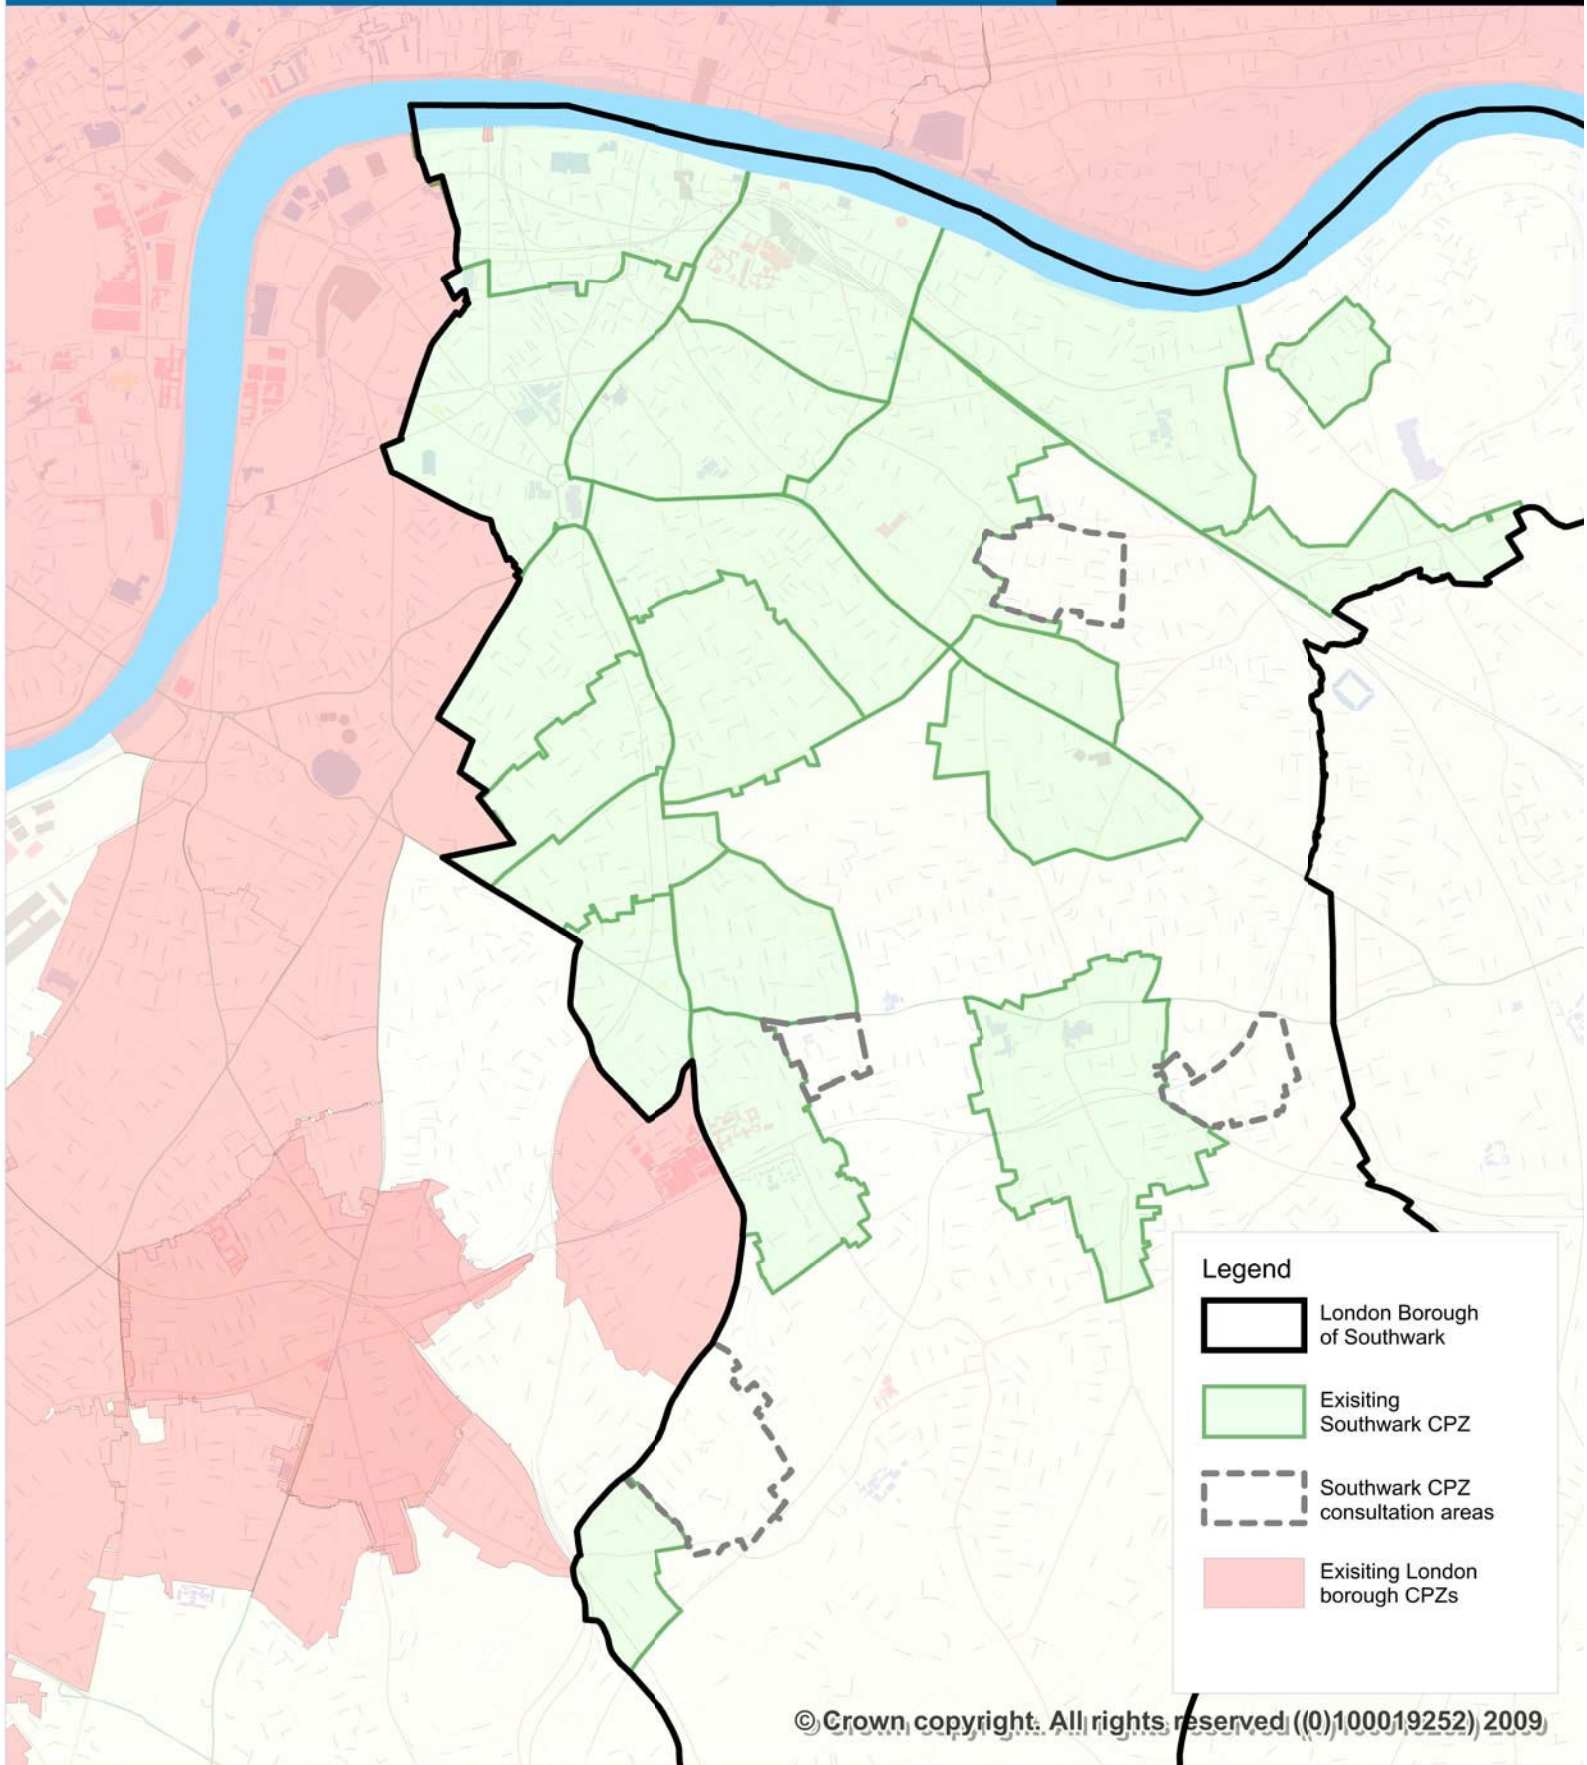 Legend
London Borough
of Southwark
Exisiting
Southwark CPZ
Southwark CPZ
consultation areas
Exisiting London
borough CPZs
© Crown copyright. All rights reserved ((0)100019252) 2009